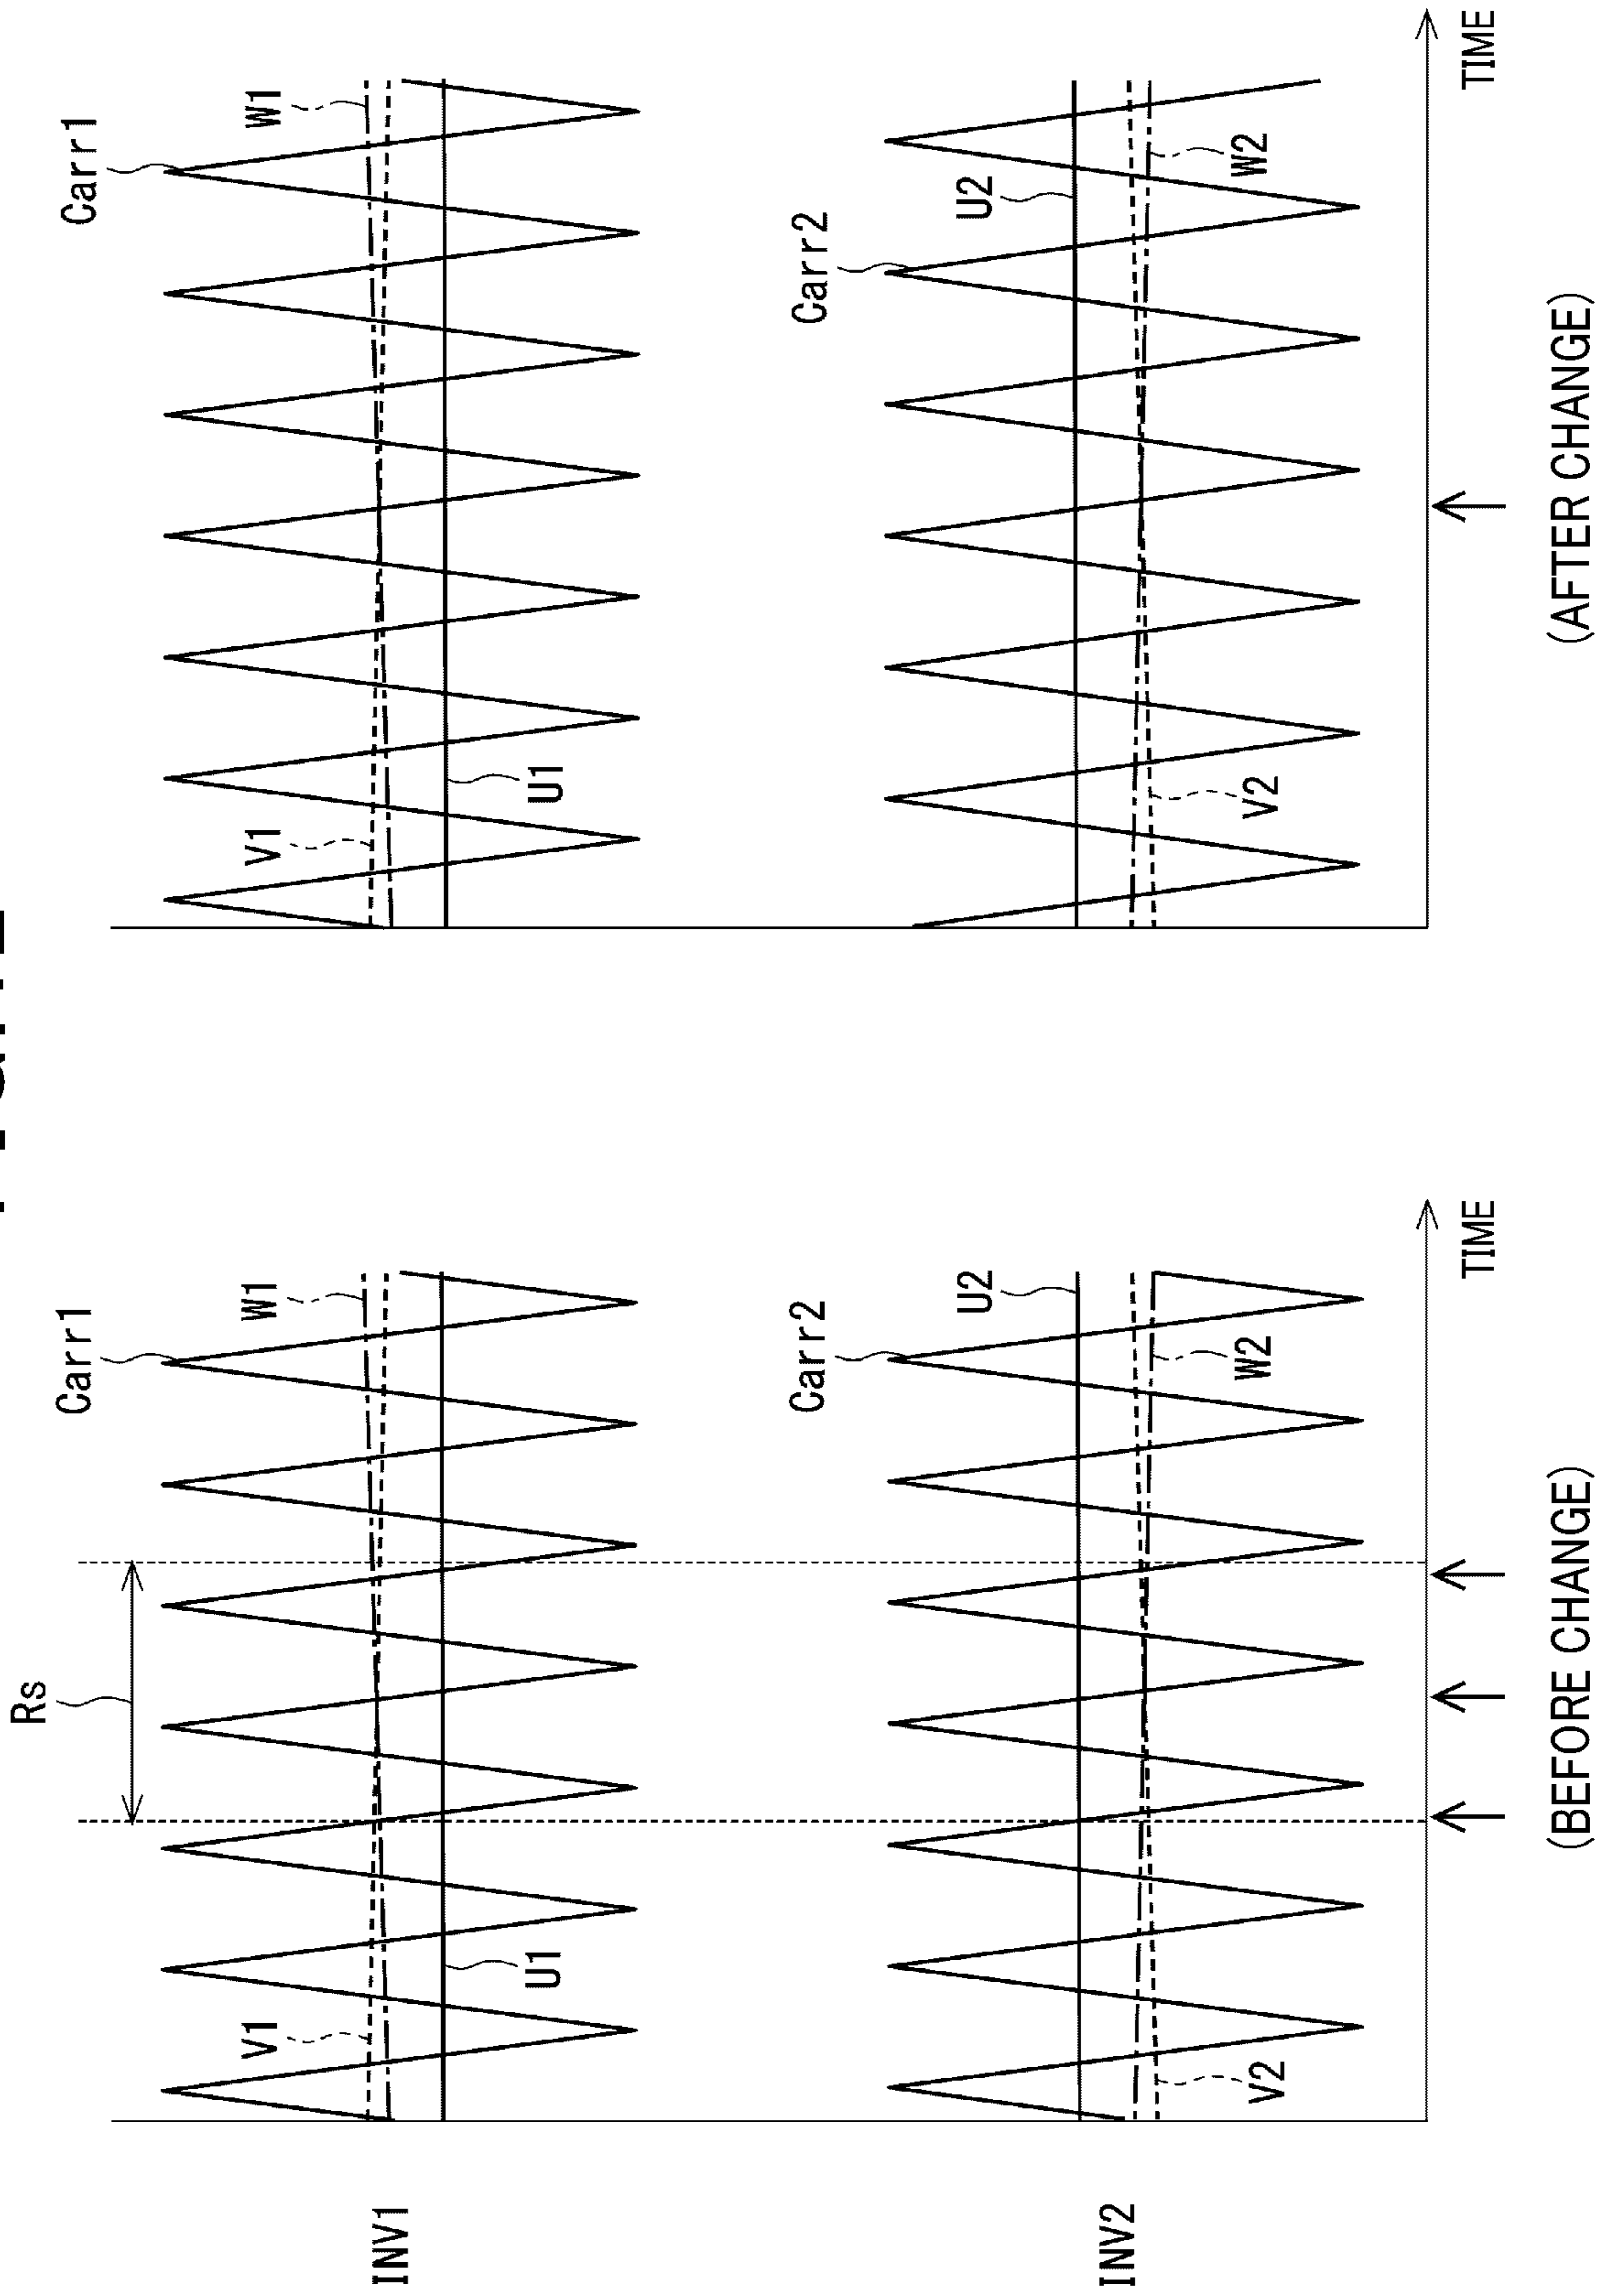 Rs
Carr1
W1
V1
U1
INV1
Carr2
U2
W2
V2
INV2
TIME
(BEFORE CHANGE)
Carr1
W1
V1
U1
Carr2
U2
W2
V2
TIME
(AFTER CHANGE)